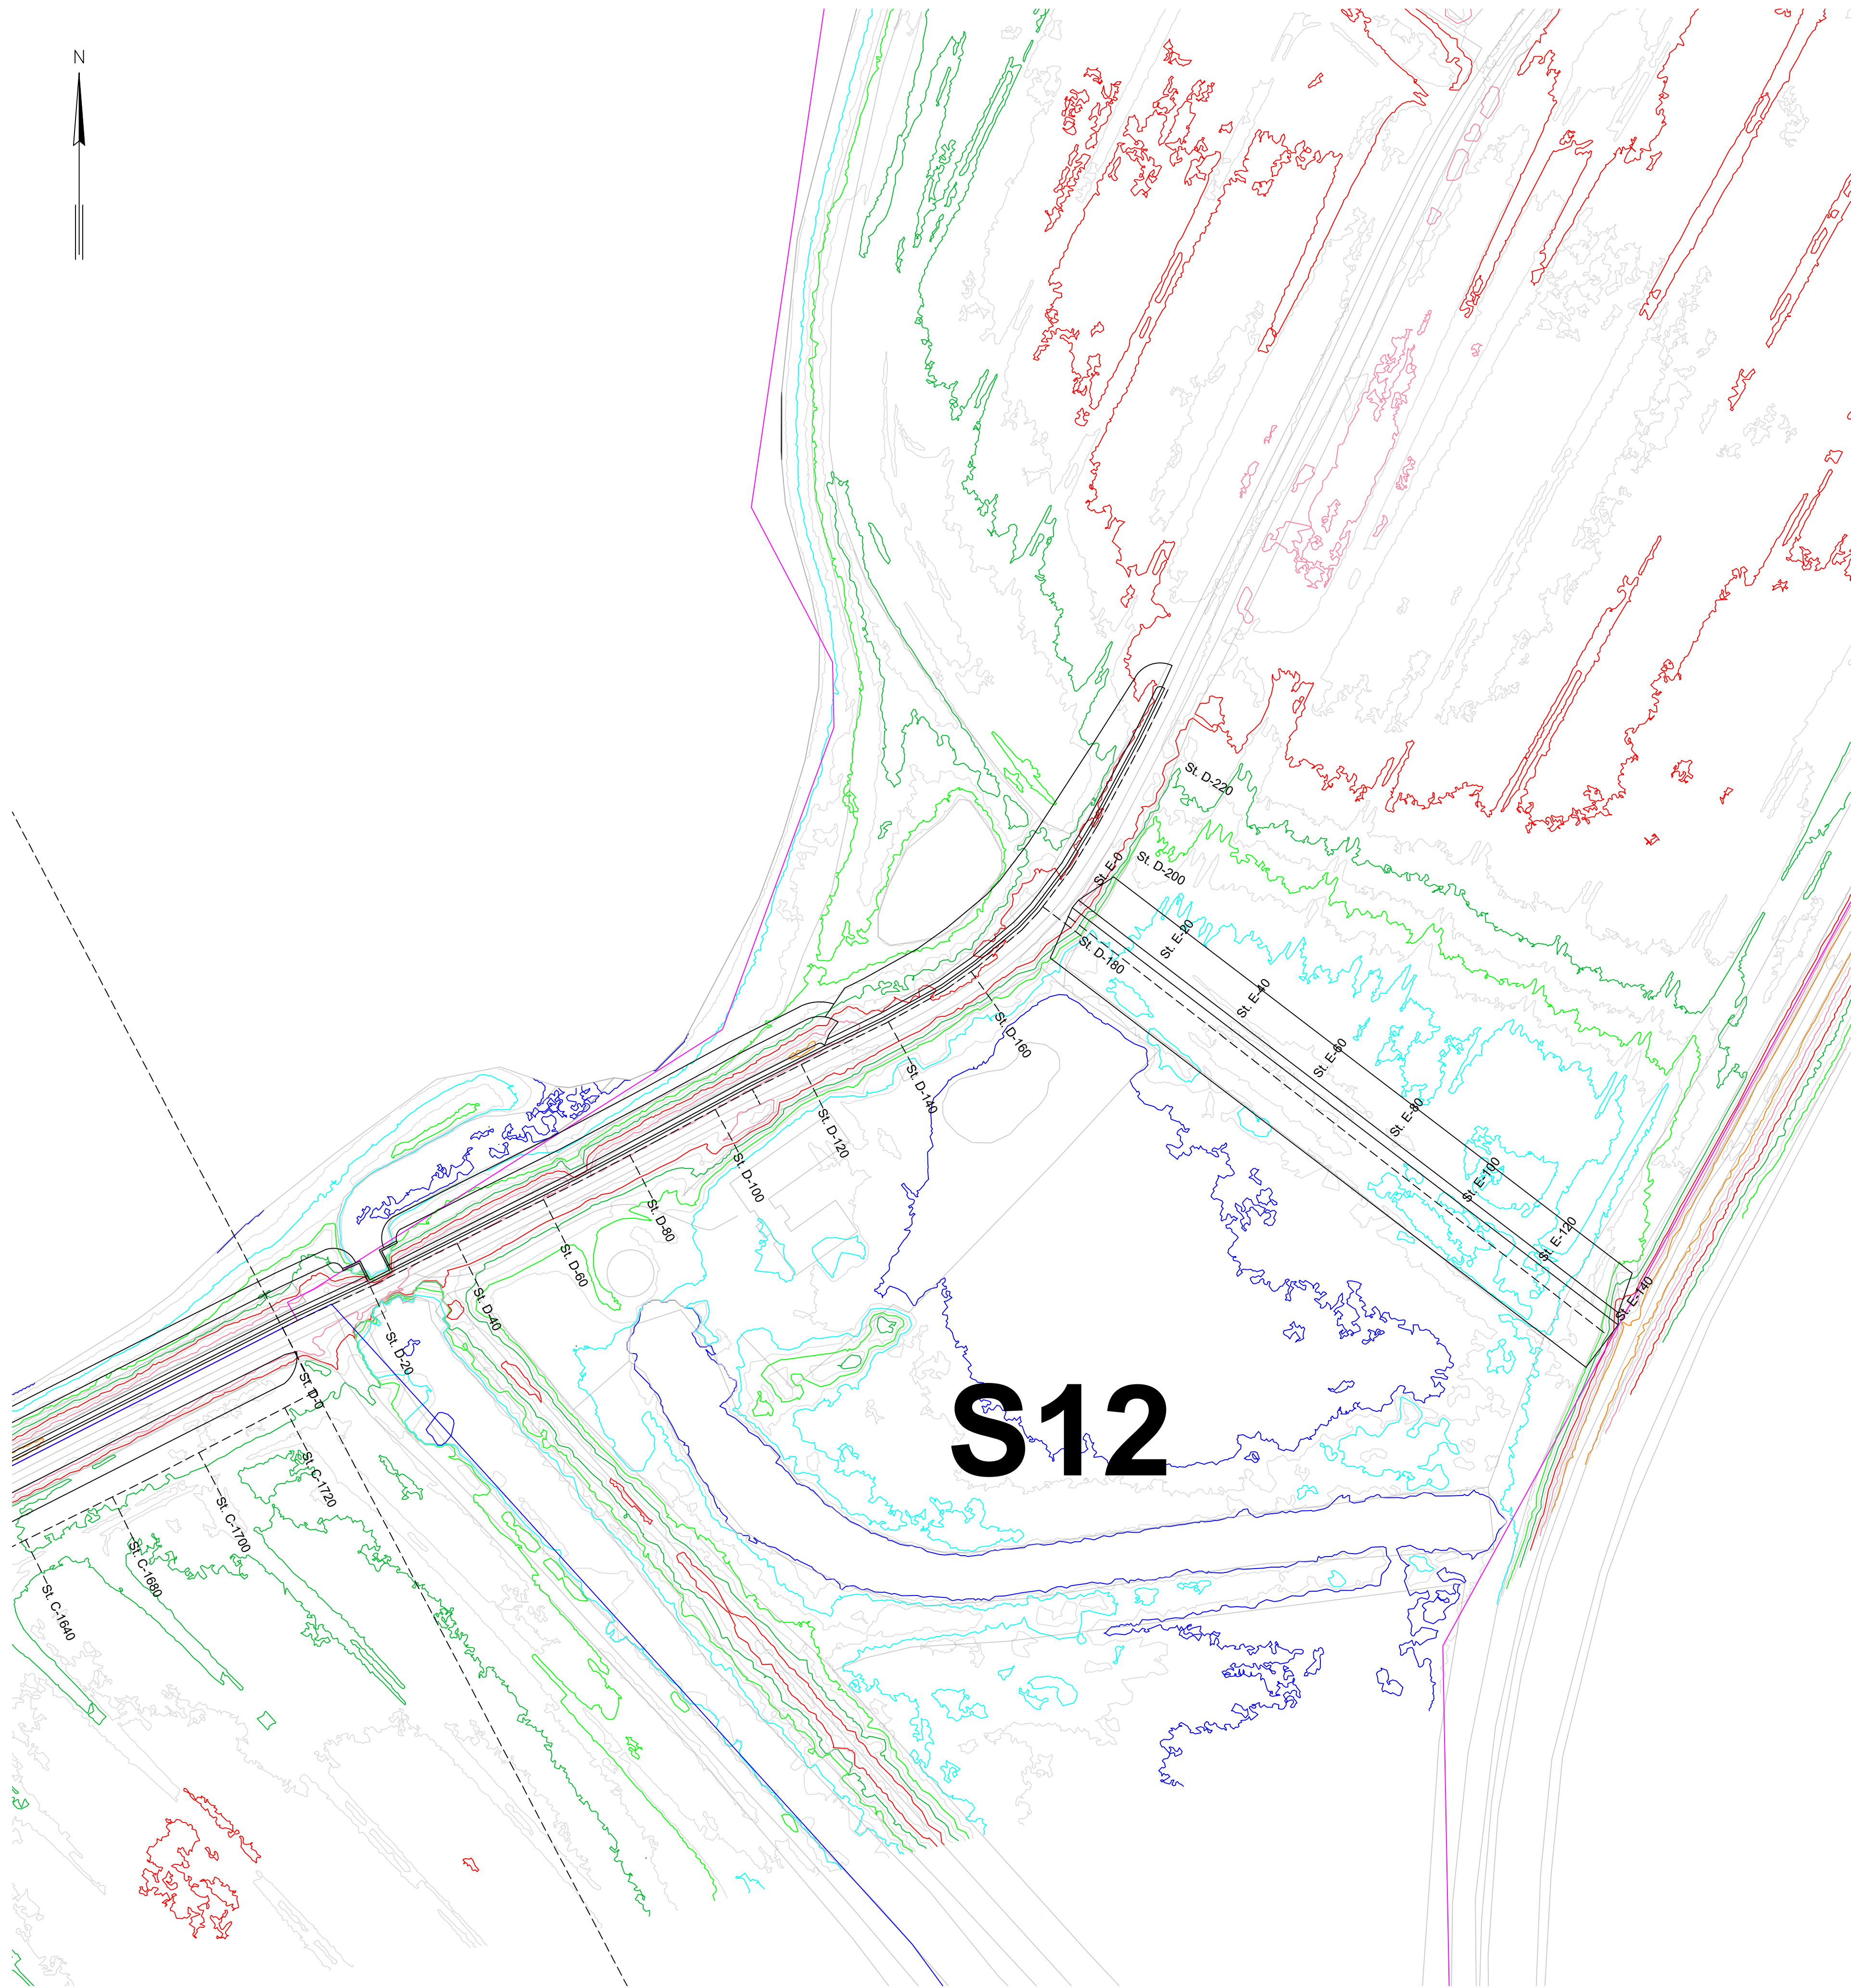 N
St. D-220
St. D-200
St. E-0
St. E-20
St. D-180
St. E-40
St. D-160
St. E-60
St. D-140
St. E-80
St. D-120
St. D-100
St. E-100
St. D-80
St. E-120
St. D-60
St. E-140
St. D-40
St. D-20
St. D-0
S12
St. C-1720
St. C-1700
St. C-1680
St. C-1640